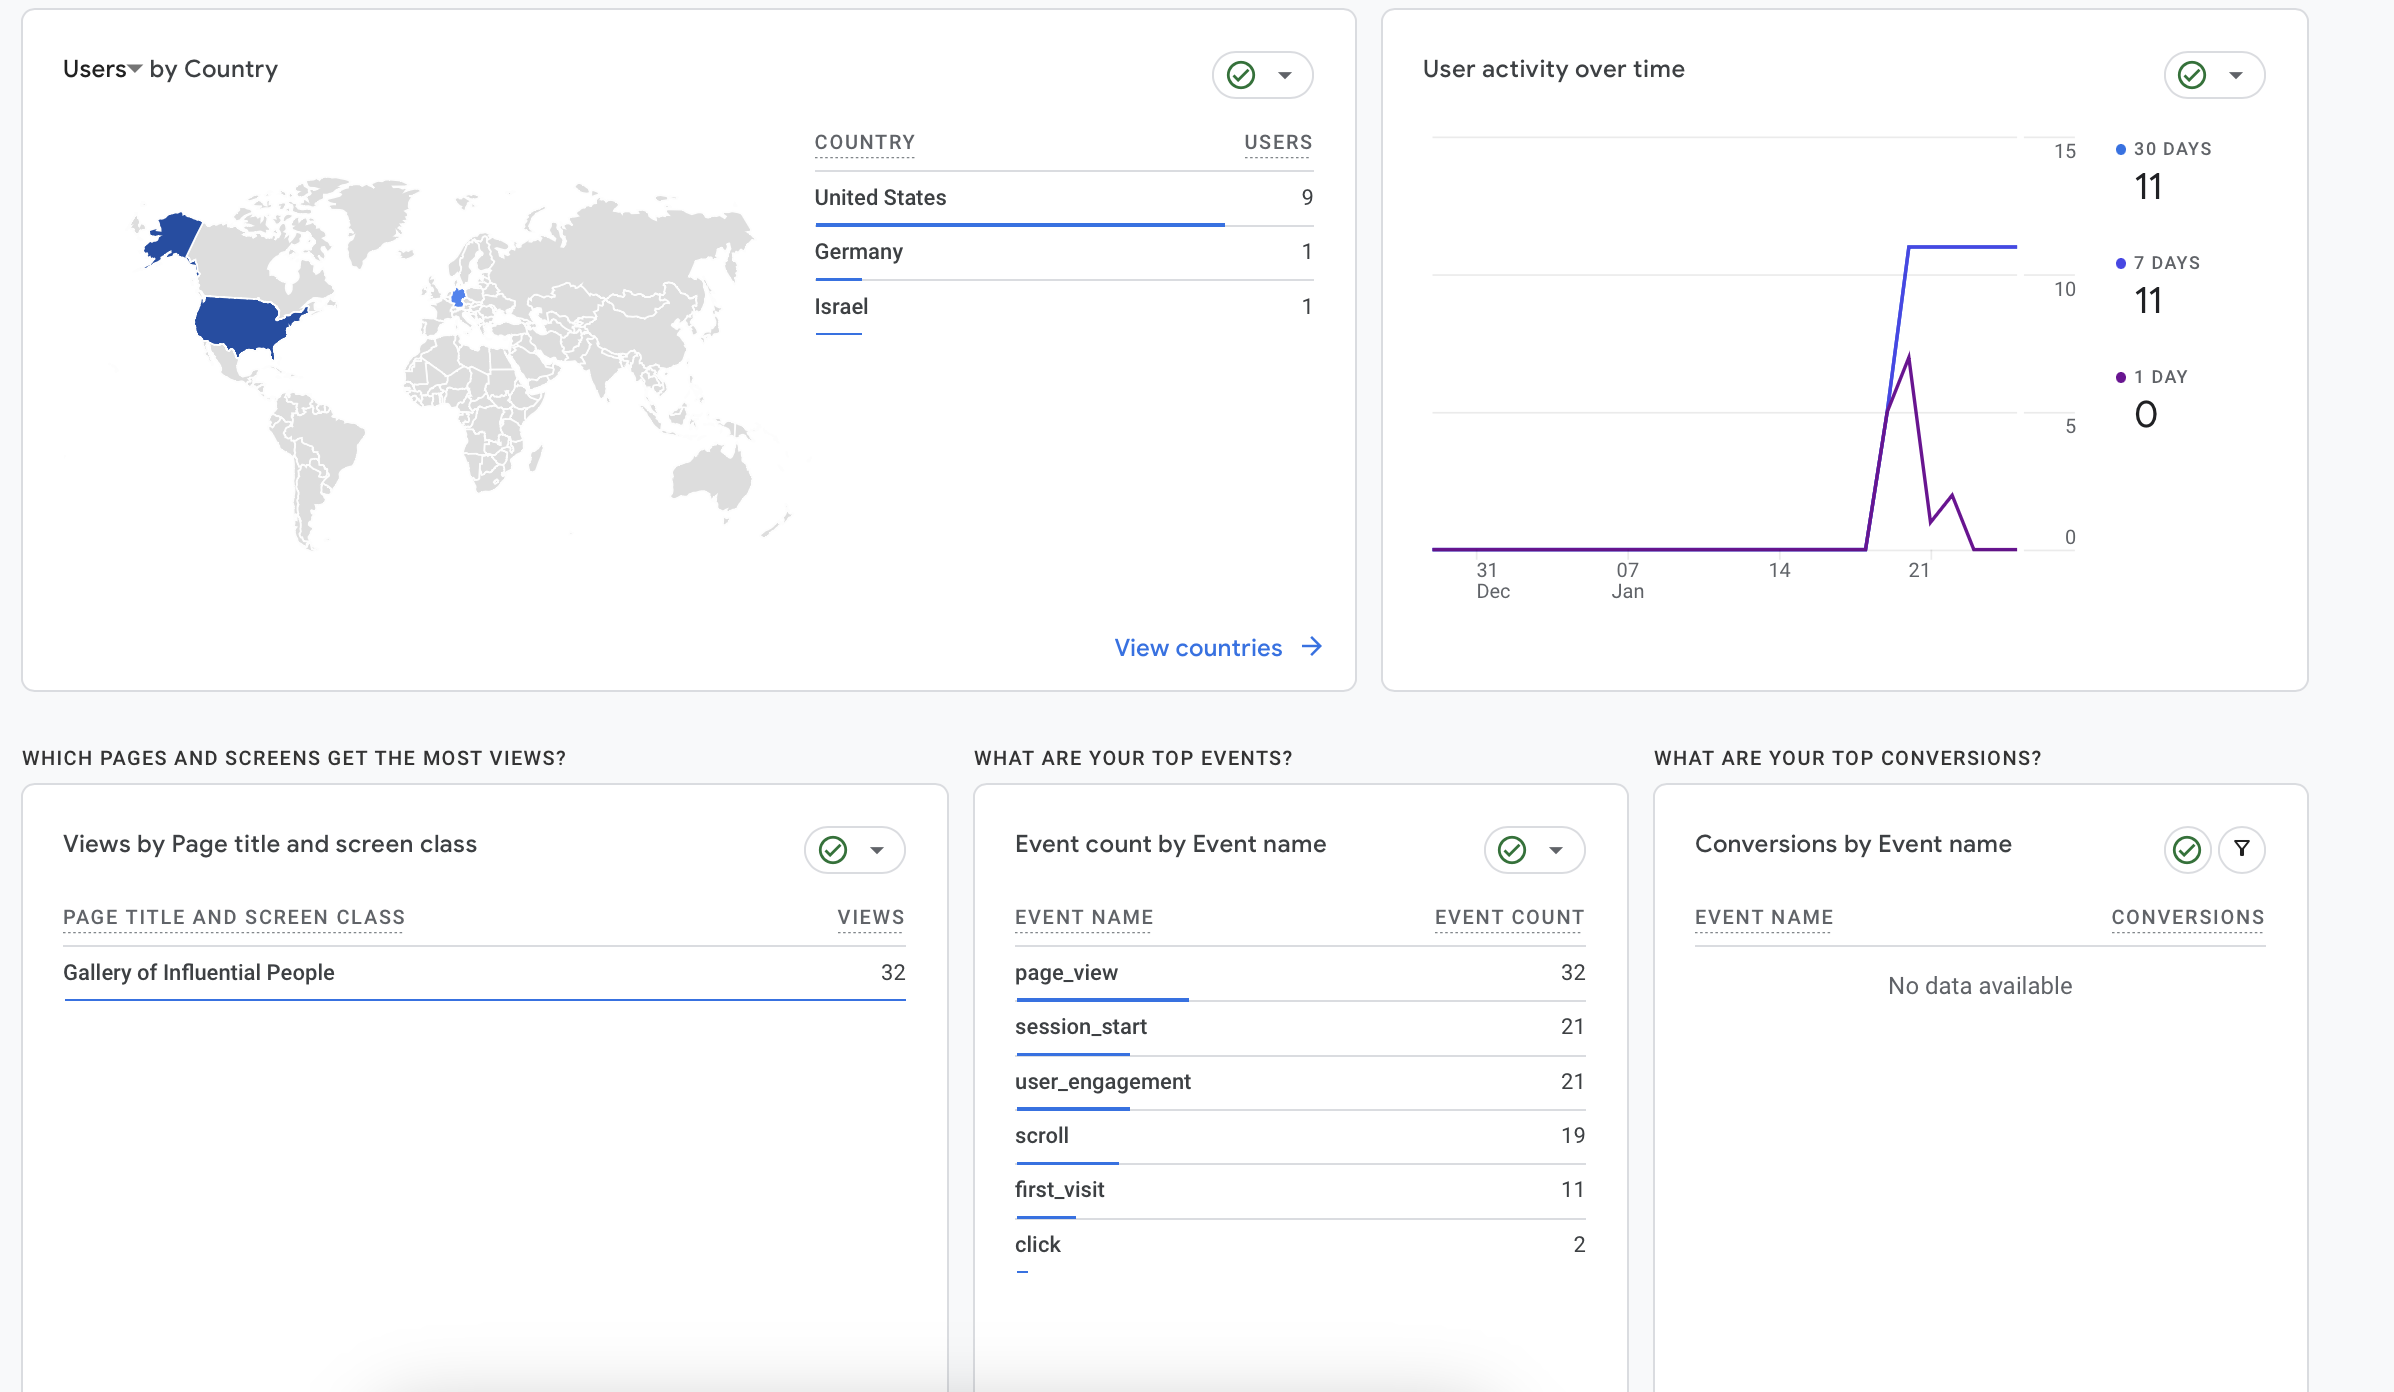 Users by Country
COUNTRY USERS
United States 9
Germany 1
Israel 1
View countries
User activity over time
15
10
5
0
31 Dec
07 Jan
14
21
30 DAYS
11
7 DAYS
11
1 DAY
0
WHICH PAGES AND SCREENS GET THE MOST VIEWS?
Views by Page title and screen class
PAGE TITLE AND SCREEN CLASS VIEWS
Gallery of Influential People 32
WHAT ARE YOUR TOP EVENTS?
Event count by Event name
EVENT NAME EVENT COUNT
page_view 32
session_start 21
user_engagement 21
scroll 19
first_visit 11
click 2
WHAT ARE YOUR TOP CONVERSIONS?
Conversions by Event name
EVENT NAME CONVERSIONS
No data available